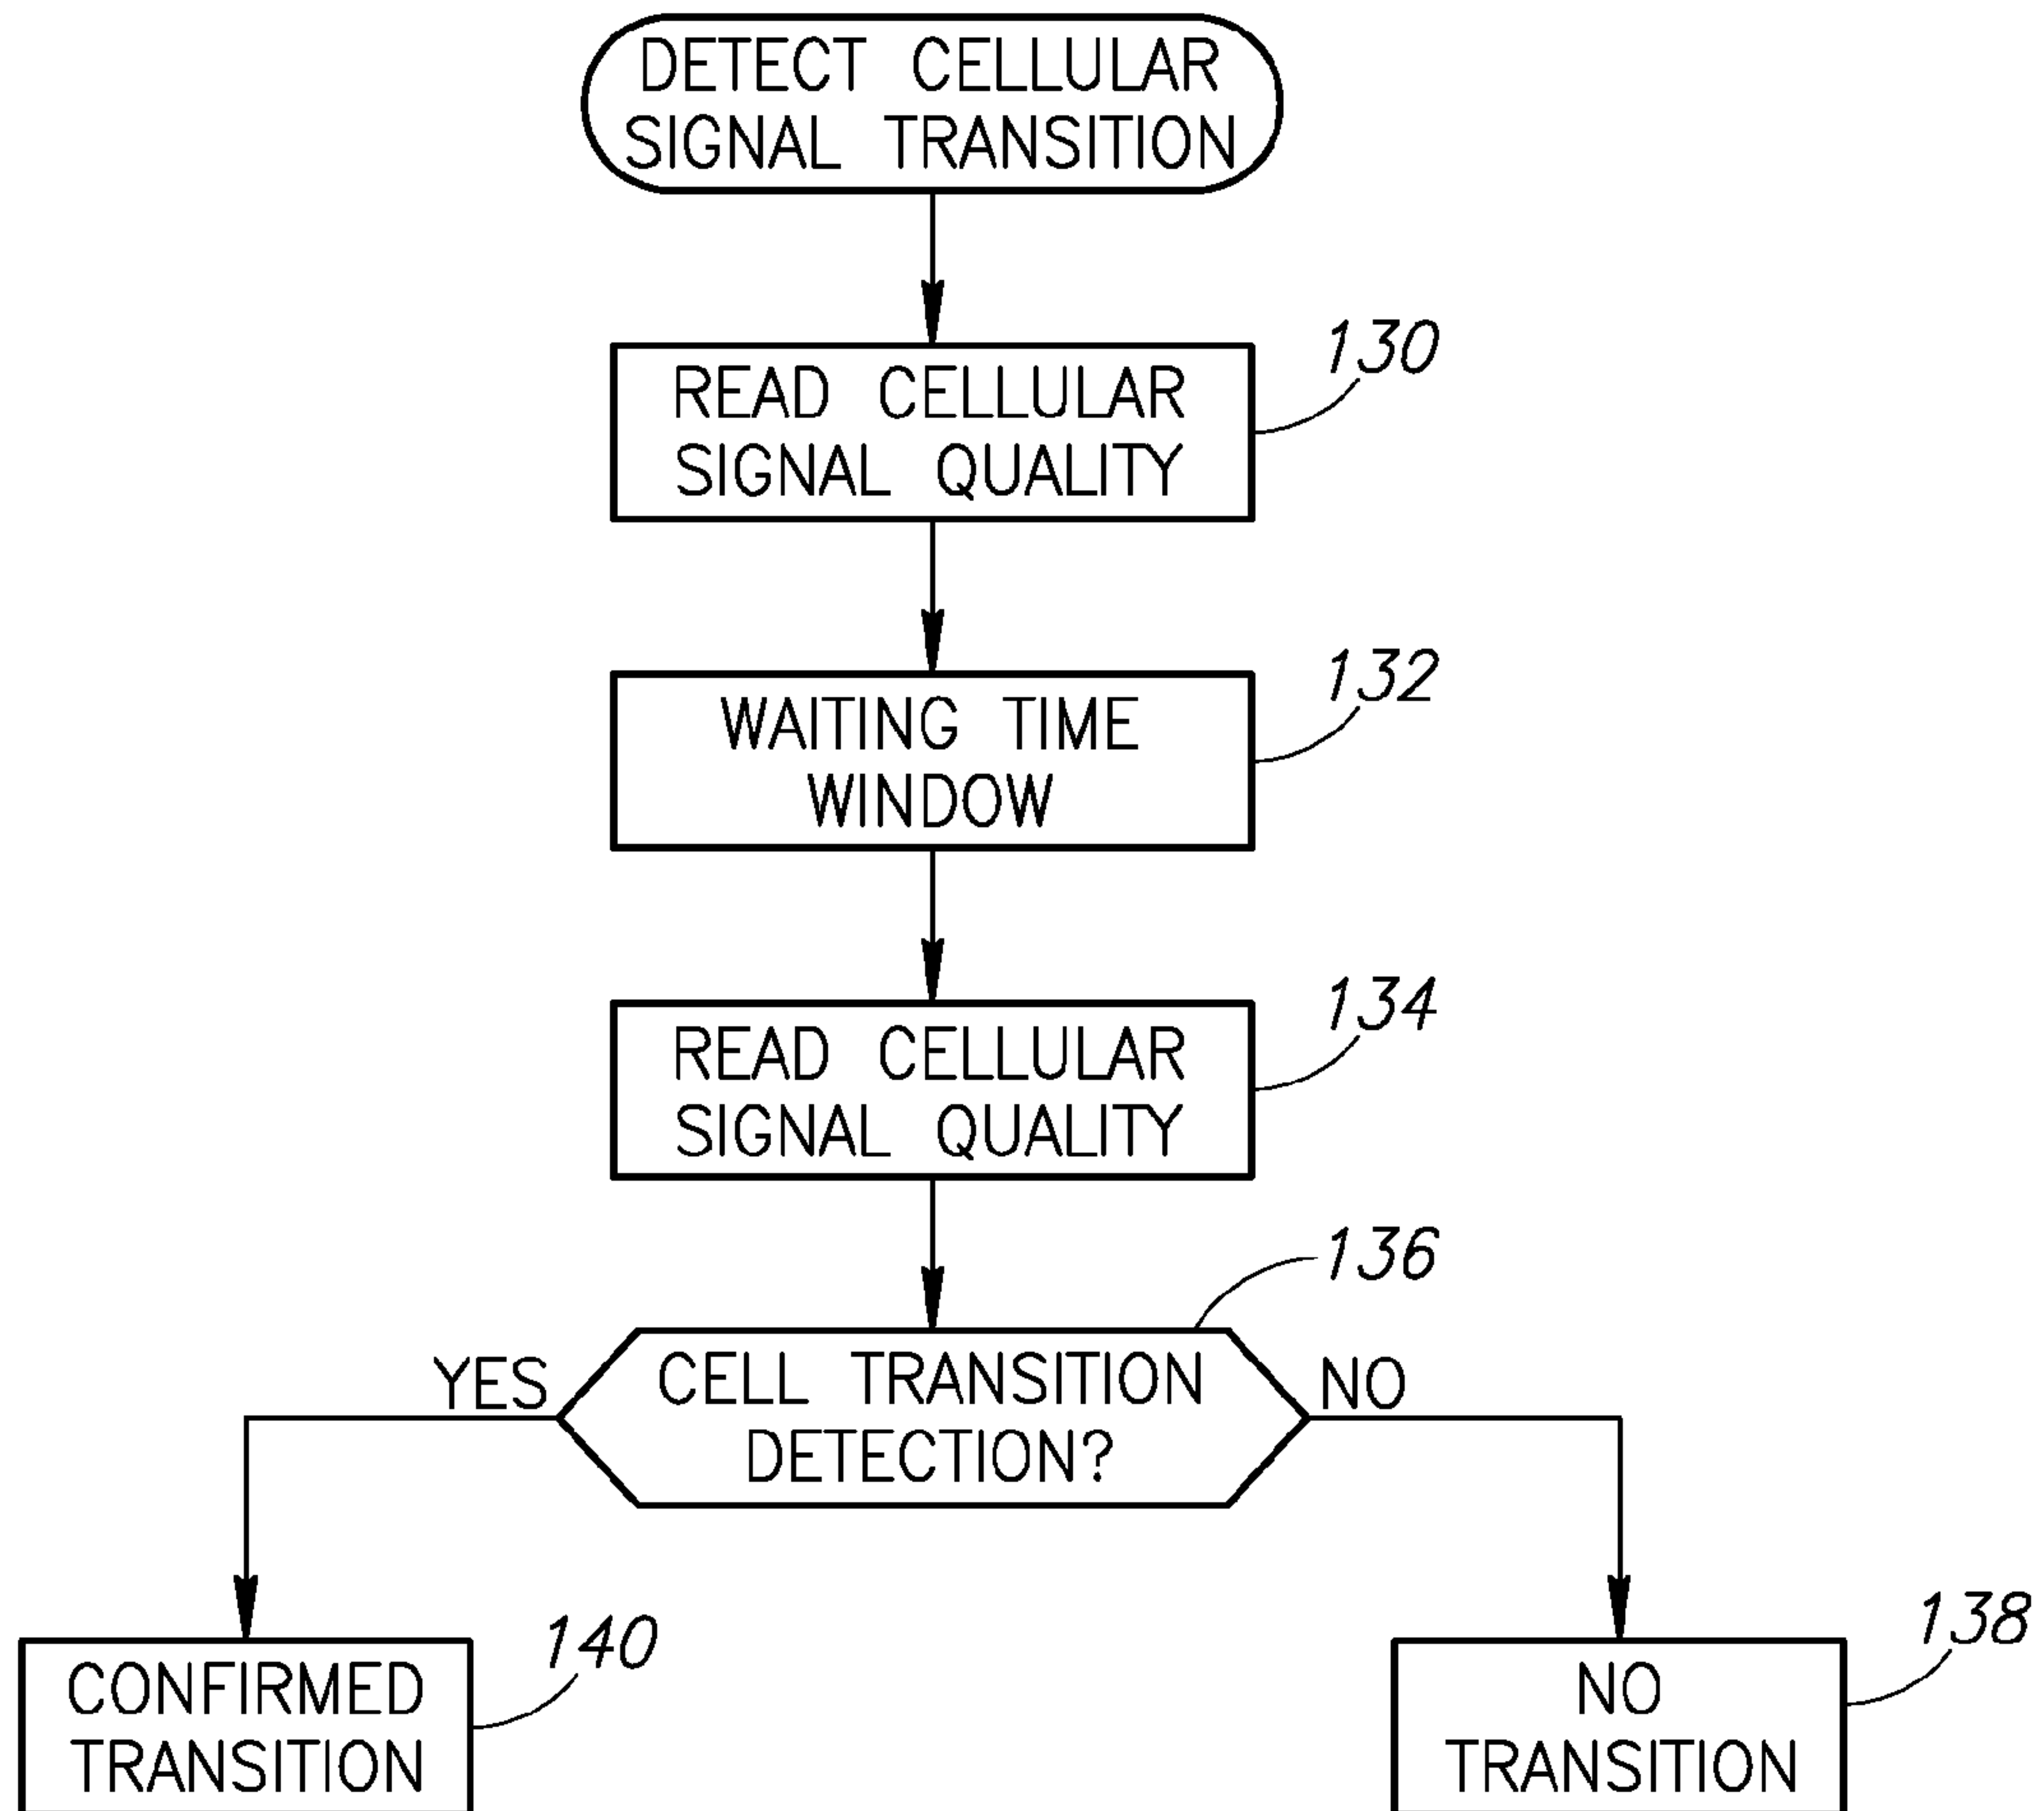 DETECT CELLULAR
SIGNAL TRANSITION
130
READ CELLULAR
SIGNAL QUALITY
132
WAITING TIME
WINDOW
134
READ CELLULAR
SIGNAL QUALITY
136
YES
CELL TRANSITION
DETECTION?
NO
140
CONFIRMED
TRANSITION
138
NO
TRANSITION